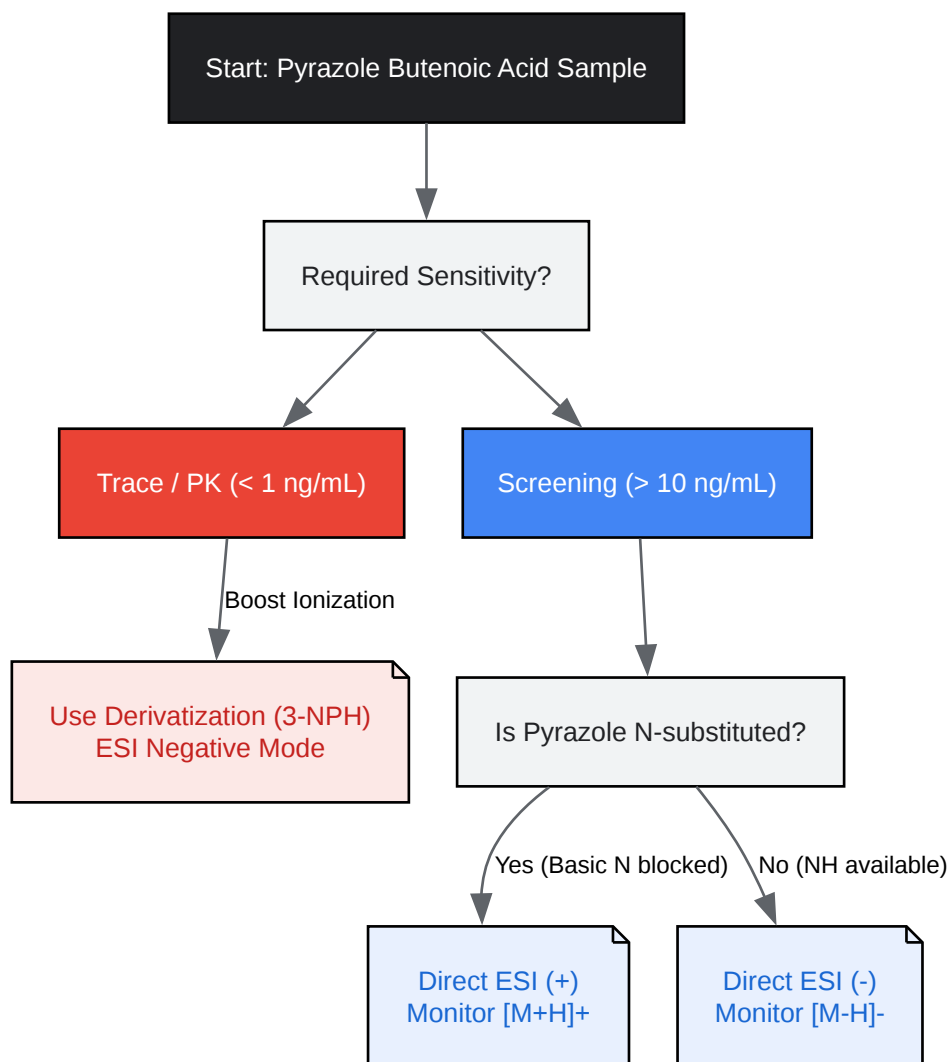 Start: Pyrazole Butenoic Acid Sample
Required Sensitivity?
Trace / PK (< 1 ng/mL)
Screening (> 10 ng/mL)
Boost Ionization
Use Derivatization (3-NPH)
ESI Negative Mode
Is Pyrazole N-substituted?
Yes (Basic N blocked)
No (NH available)
Direct ESI (+)
Monitor [M+H]+
Direct ESI (-)
Monitor [M-H]-